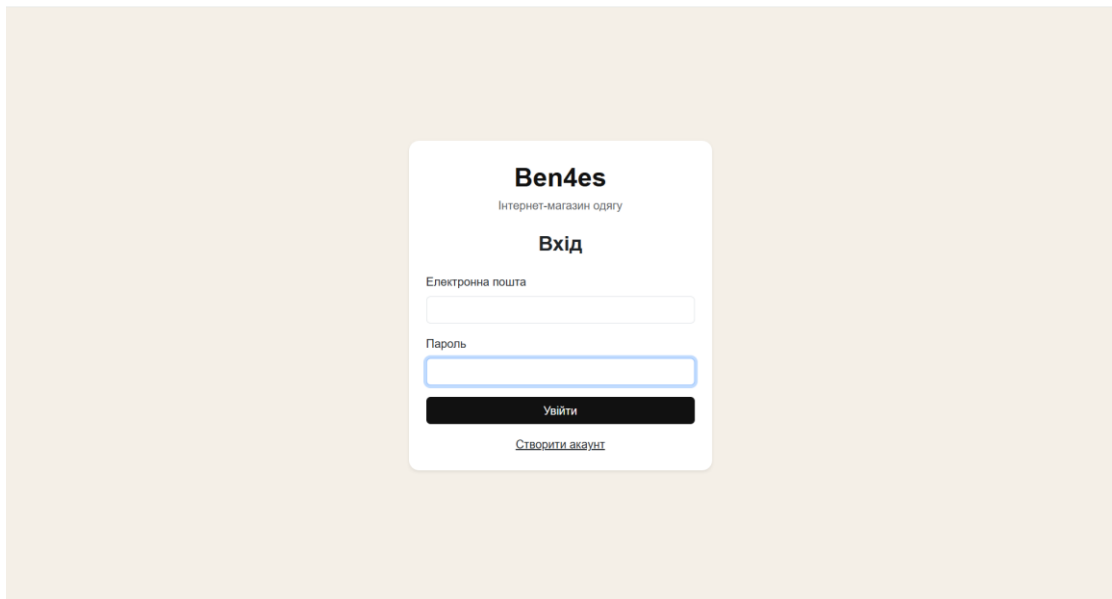 Ben4es
Інтернет-магазин одягу
Вхід
Електронна пошта
Пароль
Увійти
Створити акаунт